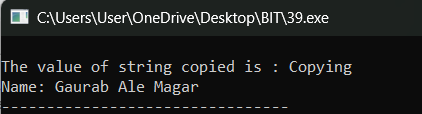 C:\Users\User\OneDrive\Desktop\BIT\39.exe
The value of string copied is : Copying
Name: Gaurab Ale Magar
--------------------------------